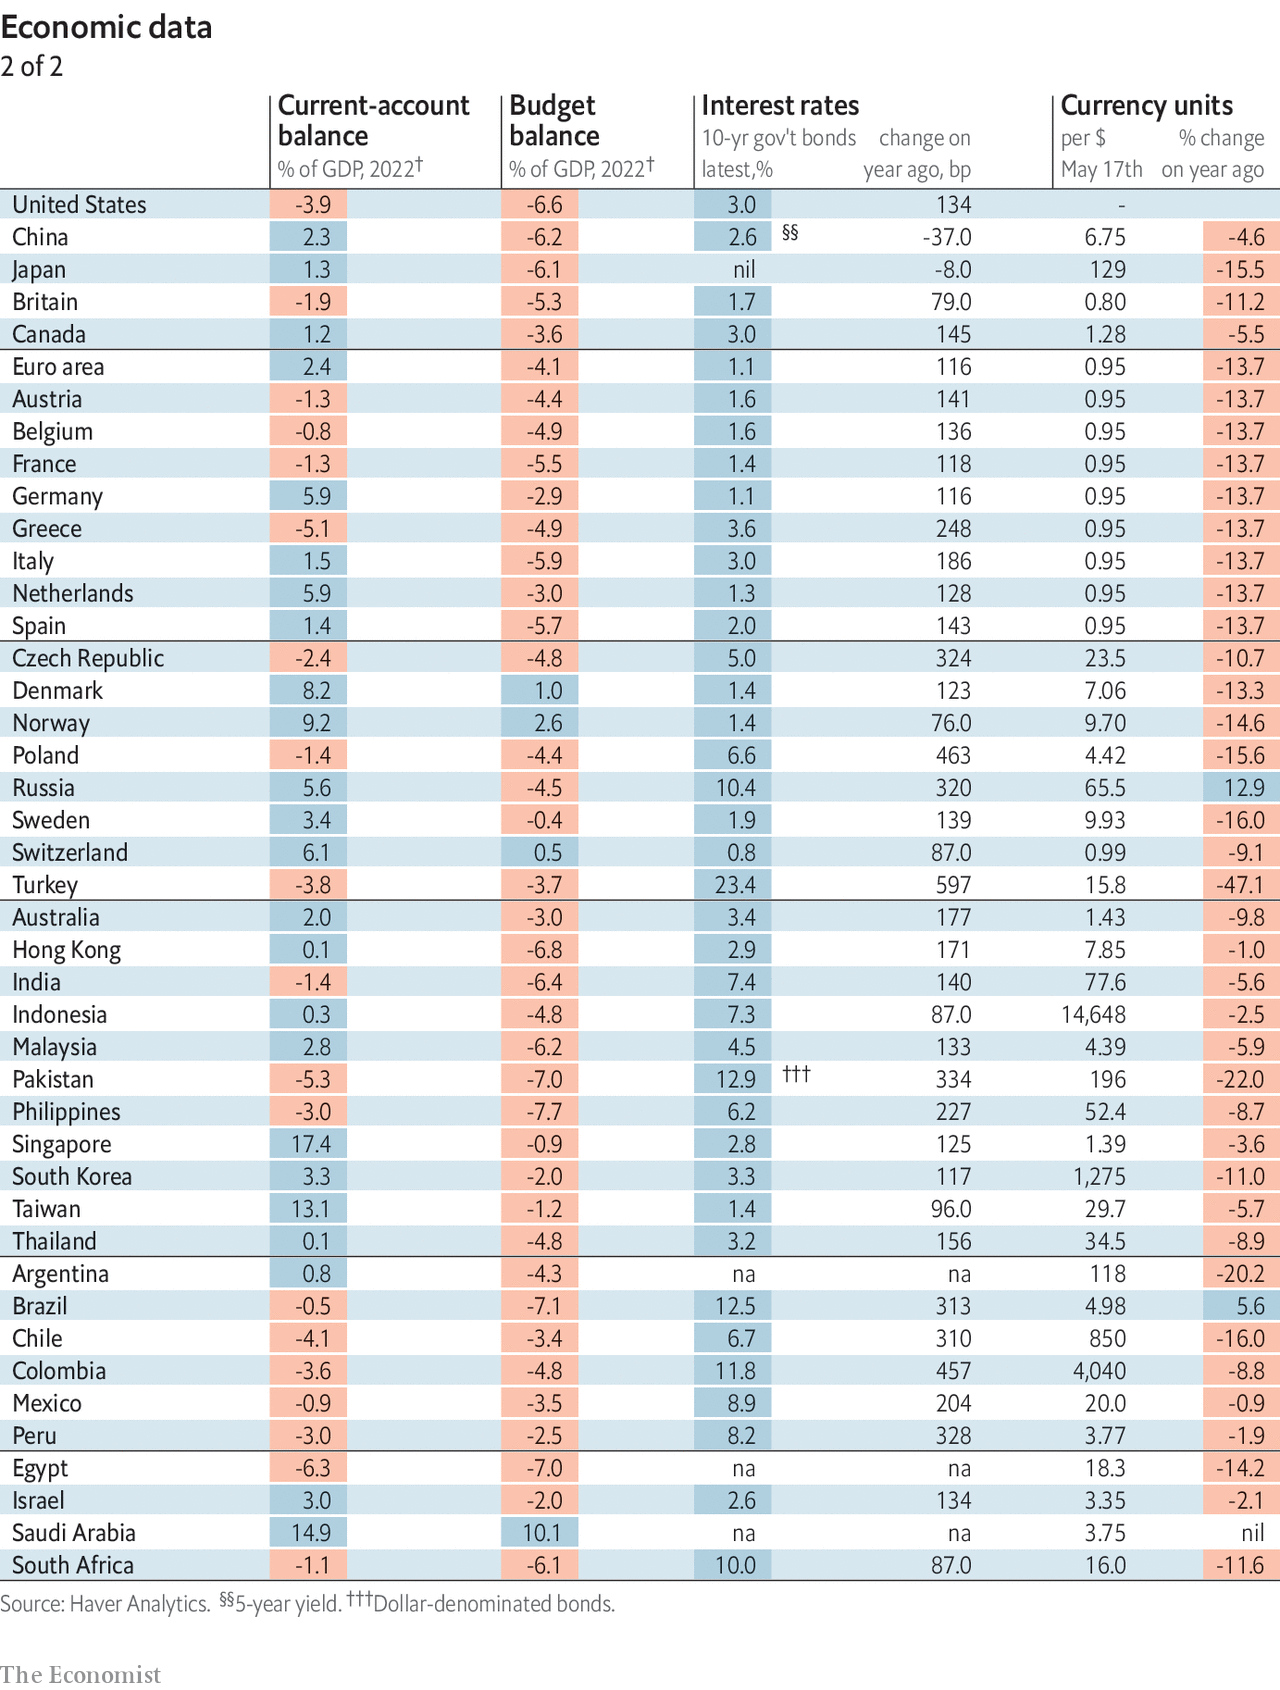 Economic data
2 of 2
Current-account balance % of GDP, 2022† Budget balance % of GDP, 2022† Interest rates 10-yr gov't bonds latest,% change on year ago, bp Currency units per $ May 17th % change on year ago
United States -3.9 -6.6 3.0 134 -
China 2.3 -6.2 2.6 §§ -37.0 6.75 -4.6
Japan 1.3 -6.1 nil -8.0 129 -15.5
Britain -1.9 -5.3 1.7 79.0 0.80 -11.2
Canada 1.2 -3.6 3.0 145 1.28 -5.5
Euro area 2.4 -4.1 1.1 116 0.95 -13.7
Austria -1.3 -4.4 1.6 141 0.95 -13.7
Belgium -0.8 -4.9 1.6 136 0.95 -13.7
France -1.3 -5.5 1.4 118 0.95 -13.7
Germany 5.9 -2.9 1.1 116 0.95 -13.7
Greece -5.1 -4.9 3.6 248 0.95 -13.7
Italy 1.5 -5.9 3.0 186 0.95 -13.7
Netherlands 5.9 -3.0 1.3 128 0.95 -13.7
Spain 1.4 -5.7 2.0 143 0.95 -13.7
Czech Republic -2.4 -4.8 5.0 324 23.5 -10.7
Denmark 8.2 1.0 1.4 123 7.06 -13.3
Norway 9.2 2.6 1.4 76.0 9.70 -14.6
Poland -1.4 -4.4 6.6 463 4.42 -15.6
Russia 5.6 -4.5 10.4 320 65.5 12.9
Sweden 3.4 -0.4 1.9 139 9.93 -16.0
Switzerland 6.1 0.5 0.8 87.0 0.99 -9.1
Turkey -3.8 -3.7 23.4 597 15.8 -47.1
Australia 2.0 -3.0 3.4 177 1.43 -9.8
Hong Kong 0.1 -6.8 2.9 171 7.85 -1.0
India -1.4 -6.4 7.4 140 77.6 -5.6
Indonesia 0.3 -4.8 7.3 87.0 14,648 -2.5
Malaysia 2.8 -6.2 4.5 133 4.39 -5.9
Pakistan -5.3 -7.0 12.9 ††† 334 196 -22.0
Philippines -3.0 -7.7 6.2 227 52.4 -8.7
Singapore 17.4 -0.9 2.8 125 1.39 -3.6
South Korea 3.3 -2.0 3.3 117 1,275 -11.0
Taiwan 13.1 -1.2 1.4 96.0 29.7 -5.7
Thailand 0.1 -4.8 3.2 156 34.5 -8.9
Argentina 0.8 -4.3 na na 118 -20.2
Brazil -0.5 -7.1 12.5 313 4.98 5.6
Chile -4.1 -3.4 6.7 310 850 -16.0
Colombia -3.6 -4.8 11.8 457 4,040 -8.8
Mexico -0.9 -3.5 8.9 204 20.0 -0.9
Peru -3.0 -2.5 8.2 328 3.77 -1.9
Egypt -6.3 -7.0 na na 18.3 -14.2
Israel 3.0 -2.0 2.6 134 3.35 -2.1
Saudi Arabia 14.9 10.1 na na 3.75 nil
South Africa -1.1 -6.1 10.0 87.0 16.0 -11.6
Source: Haver Analytics. §§5-year yield. †††Dollar-denominated bonds.
The Economist